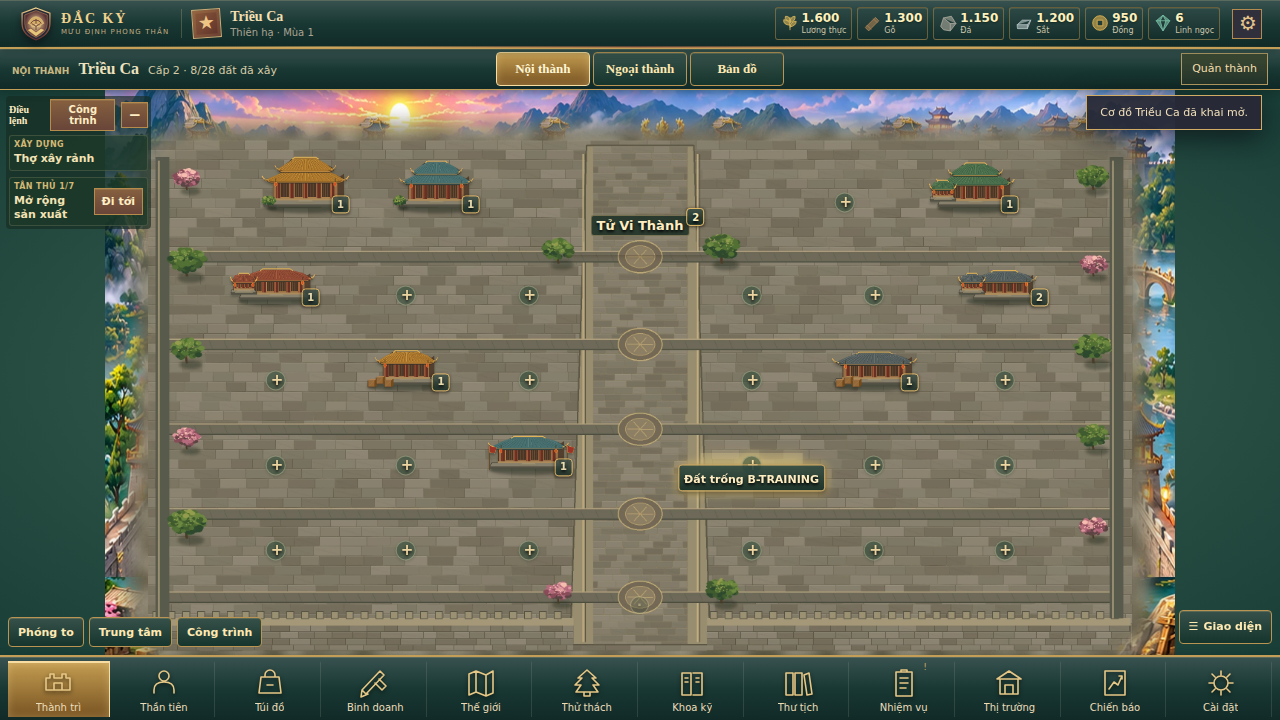 ĐẮC KỶ
MƯU ĐỊNH PHONG THẦN
Triều Ca
Thiên hạ · Mùa 1
1.600
Lương thực
1.300
Gỗ
1.150
Đá
1.200
Sắt
950
Đồng
6
Linh ngọc
NỘI THÀNH Triều Ca Cấp 2 · 8/28 đất đã xây
Nội thành
Ngoại thành
Bản đồ
Quản thành
Điều lệnh
Công trình
−
XÂY DỰNG
Thợ xây rảnh
TÂN THỦ 1/7
Mở rộng sản xuất
Đi tới
Cơ đồ Triều Ca đã khai mở.
1
1
1
Tử Vi Thành
2
1
2
1
1
1
Đất trống B-TRAINING
Phóng to
Trung tâm
Công trình
☰ Giao diện
Thành trì
Thần tiên
Túi đồ
Binh doanh
Thế giới
Thử thách
Khoa kỹ
Thư tịch
!
Nhiệm vụ
Thị trường
Chiến báo
Cài đặt